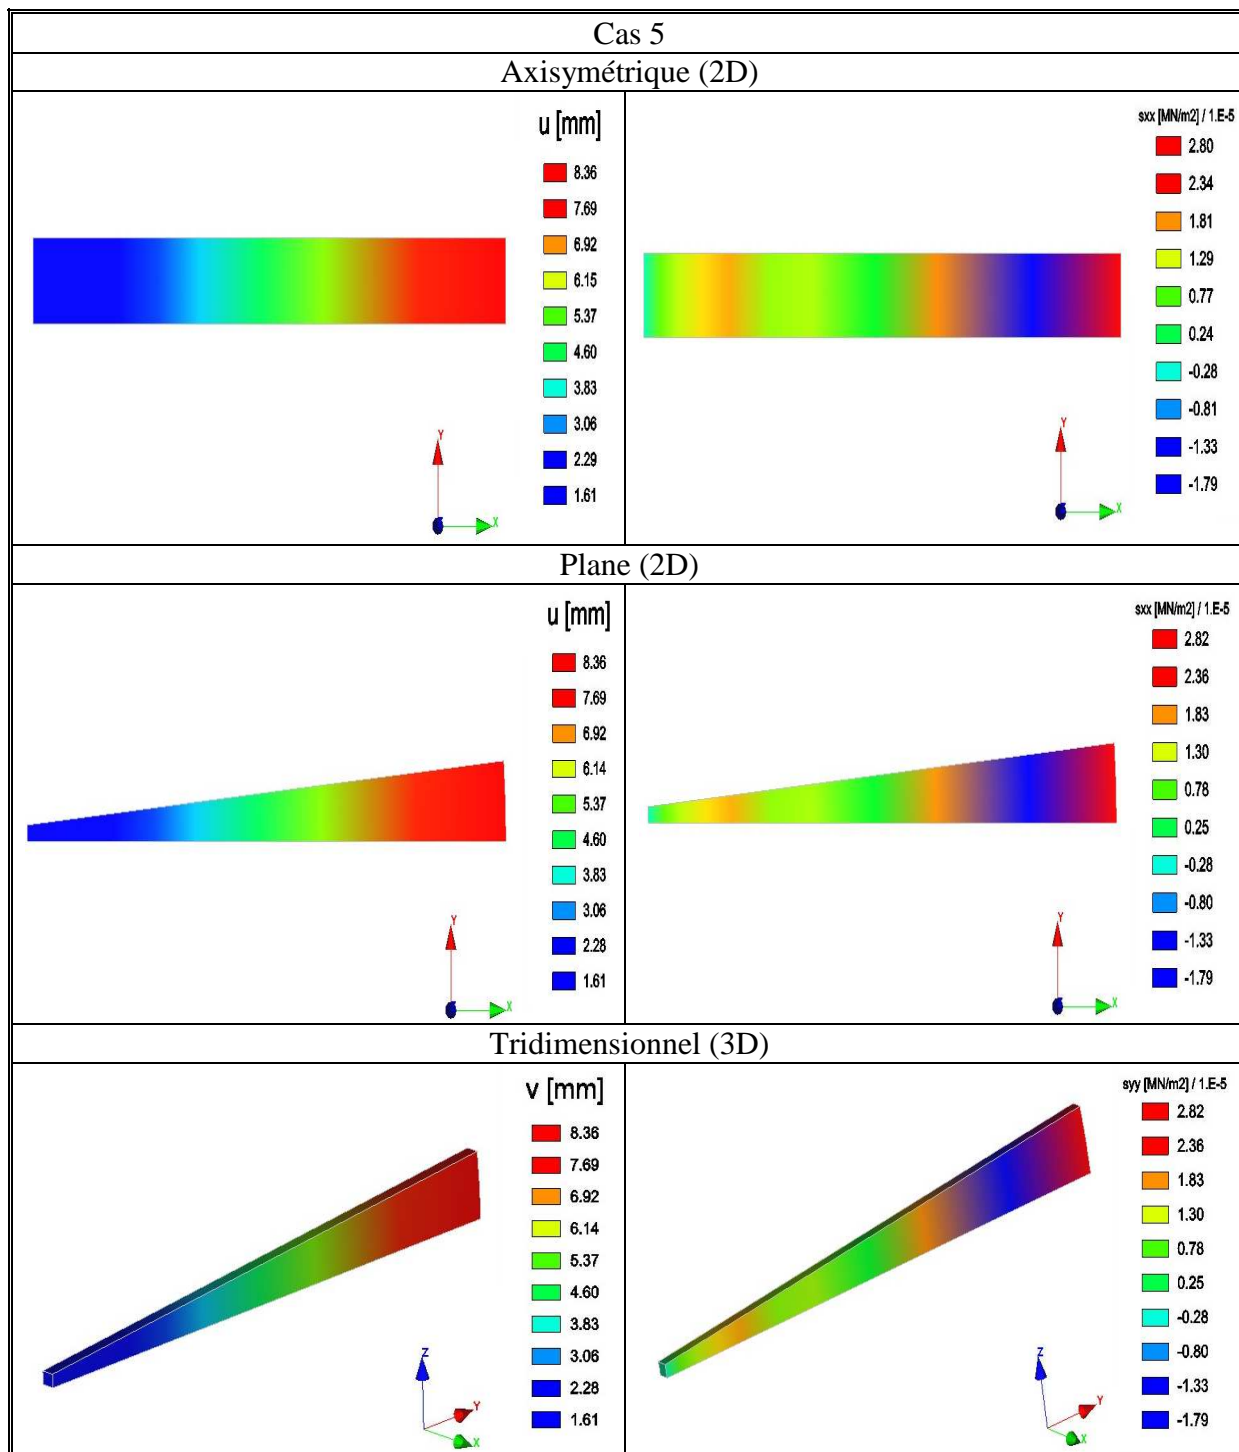 Cas 5
Axisymétrique (2D)
u [mm]
8.36
7.69
6.92
6.15
5.37
4.60
3.83
3.06
2.29
1.61
Y
X
sxx [MN/m2] / 1.E-5
2.80
2.34
1.81
1.29
0.77
0.24
-0.28
-0.81
-1.33
-1.79
Y
X
Plane (2D)
u [mm]
8.36
7.69
6.92
6.14
5.37
4.60
3.83
3.06
2.28
1.61
Y
X
sxx [MN/m2] / 1.E-5
2.82
2.36
1.83
1.30
0.78
0.25
-0.28
-0.80
-1.33
-1.79
Y
X
Tridimensionnel (3D)
v [mm]
8.36
7.69
6.92
6.14
5.37
4.60
3.83
3.06
2.28
1.61
Z
Y
X
syy [MN/m2] / 1.E-5
2.82
2.36
1.83
1.30
0.78
0.25
-0.28
-0.80
-1.33
-1.79
Z
Y
X